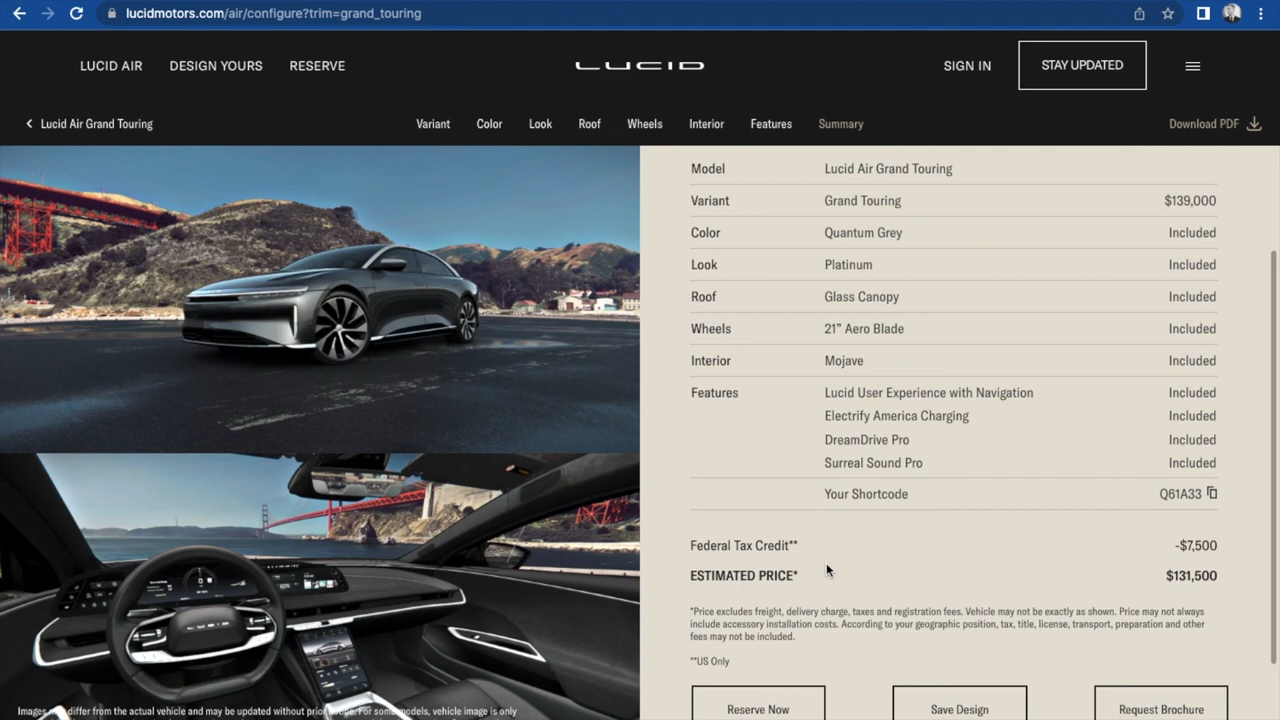 lucidmotors.com/air/configure?trim=grand_touring
LUCID AIR DESIGN YOURS RESERVE LUCID SIGN IN STAY UPDATED
Lucid Air Grand Touring Variant Color Look Roof Wheels Interior Features Summary Download PDF
Model Lucid Air Grand Touring
Variant Grand Touring $139,000
Color Quantum Grey Included
Look Platinum Included
Roof Glass Canopy Included
Wheels 21” Aero Blade Included
Interior Mojave Included
Features Lucid User Experience with Navigation Included
Electrify America Charging Included
DreamDrive Pro Included
Surreal Sound Pro Included
Your Shortcode Q61A33
Federal Tax Credit** -$7,500
ESTIMATED PRICE* $131,500
*Price excludes freight, delivery charge, taxes and registration fees. Vehicle may not be exactly as shown. Price may not always
include accessory installation costs. According to your geographic position, tax, title, license, transport, preparation and other
fees may not be included.
**US Only
Images may differ from the actual vehicle and may be updated without prior notice. For some models, vehicle image is only
Reserve Now Save Design Request Brochure